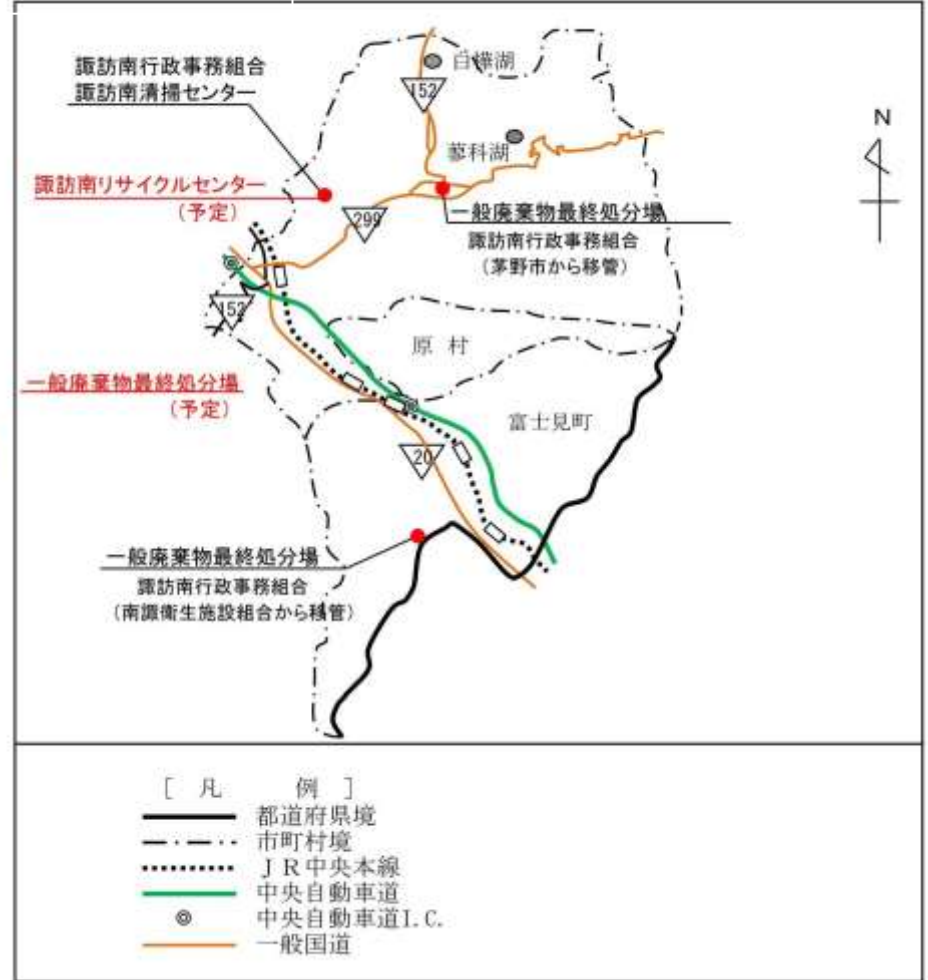 白樺湖
諏訪南行政事務組合
諏訪南清掃センター
152
蓼科湖
N
諏訪南リサイクルセンター
(予定)
299
一般廃棄物最終処分場
諏訪南行政事務組合
(茅野市から移管)
152
原 村
一般廃棄物最終処分場
(予定)
富士見町
20
一般廃棄物最終処分場
諏訪南行政事務組合
(南諏衛生施設組合から移管)
[ 凡 例 ]
都道府県境
市町村境
JR中央本線
中央自動車道
中央自動車道I.C.
一般国道